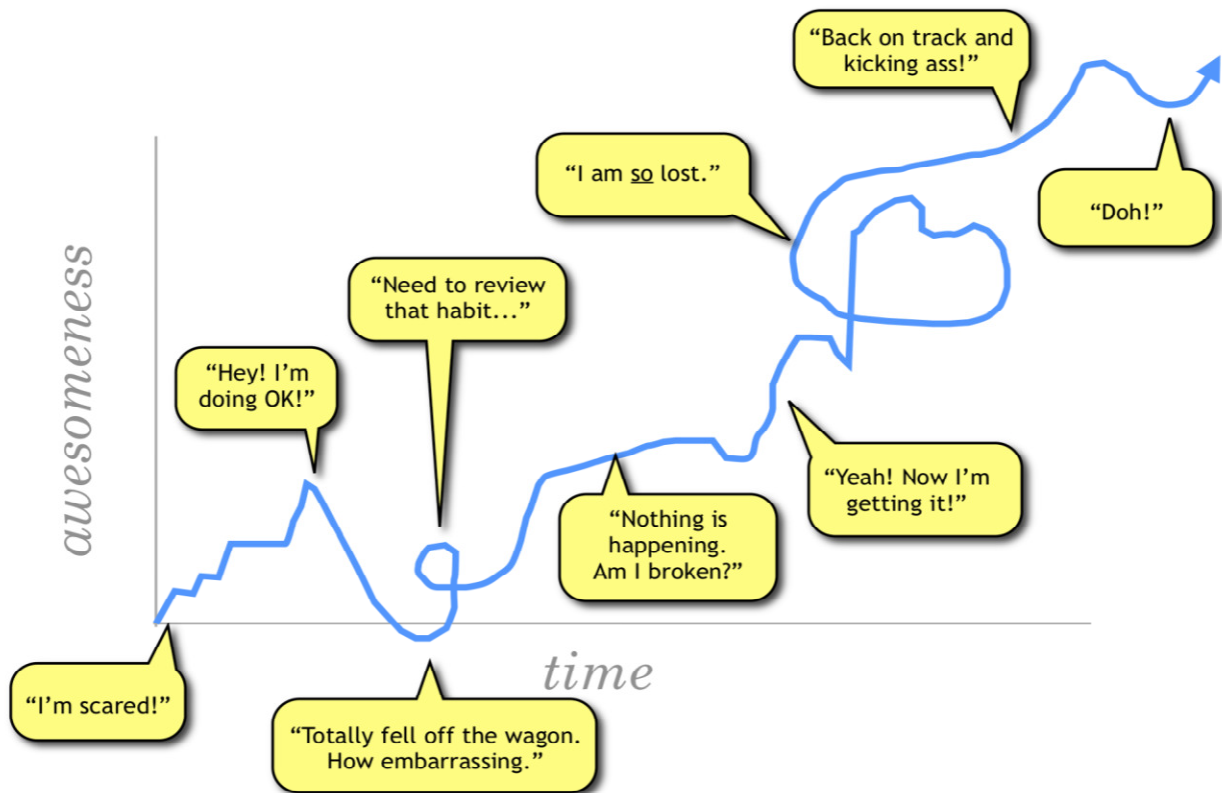 “Back on track and
kicking ass!”
“I am so lost.”
“Doh!”
“Need to review
that habit...”
“Hey! I’m
doing OK!”
awesomeness
“Yeah! Now I’m
getting it!”
“Nothing is
happening.
Am I broken?”
“I’m scared!”
time
“Totally fell off the wagon.
How embarrassing.”